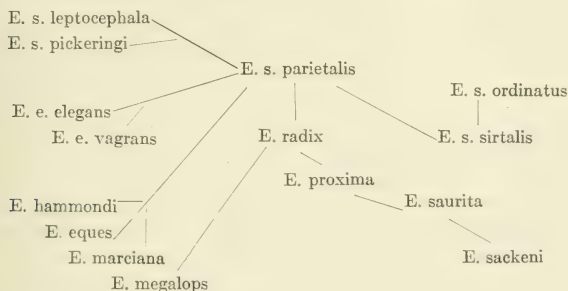 E. s. leptocephala
E. s. pickeringi
E. s. parietalis
E. s. ordinatus
E. e. elegans
E. e. vagrans
E. radix
E. s. sirtalis
E. proxima
E. hammondi
E. saurita
E. eques
E. marciana
E. sackeni
E. megalops